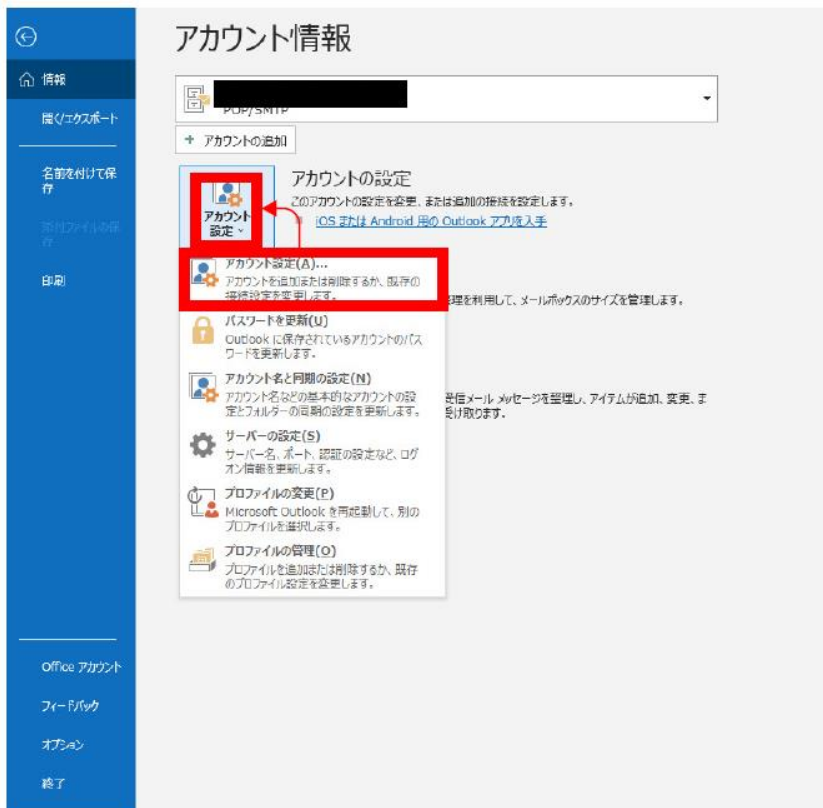 アカウント情報
情報
開く/エクスポート
名前を付けて保
存
添付ファイルの保
存
印刷
Office アカウント
フィードバック
オプション
終了
POP/SMTP
+ アカウントの追加
アカウント
設定
アカウントの設定
このアカウントの設定を変更、または追加の接続を設定します。
iOS または Android 用の Outlook アプリを入手
アカウント設定(A)...
アカウントを追加または削除するか、既存の
接続設定を変更します。
パスワードを更新(U)
Outlook に保存されているアカウントのパス
ワードを更新します。
アカウント名と同期の設定(N)
アカウント名などの基本的なアカウントの設
定とフォルダーの同期の設定を更新します。
サーバーの設定(S)
サーバー名、ポート、認証の設定など、ログ
オン情報を更新します。
プロファイルの変更(P)
Microsoft Outlook を再起動して、別の
プロファイルを選択します。
プロファイルの管理(O)
プロファイルを追加または削除するか、既存
のプロファイル設定を変更します。
理を利用して、メールボックスのサイズを管理します。
受信メール メッセージを整理し、アイテムが追加、変更、ま
受け取ります。